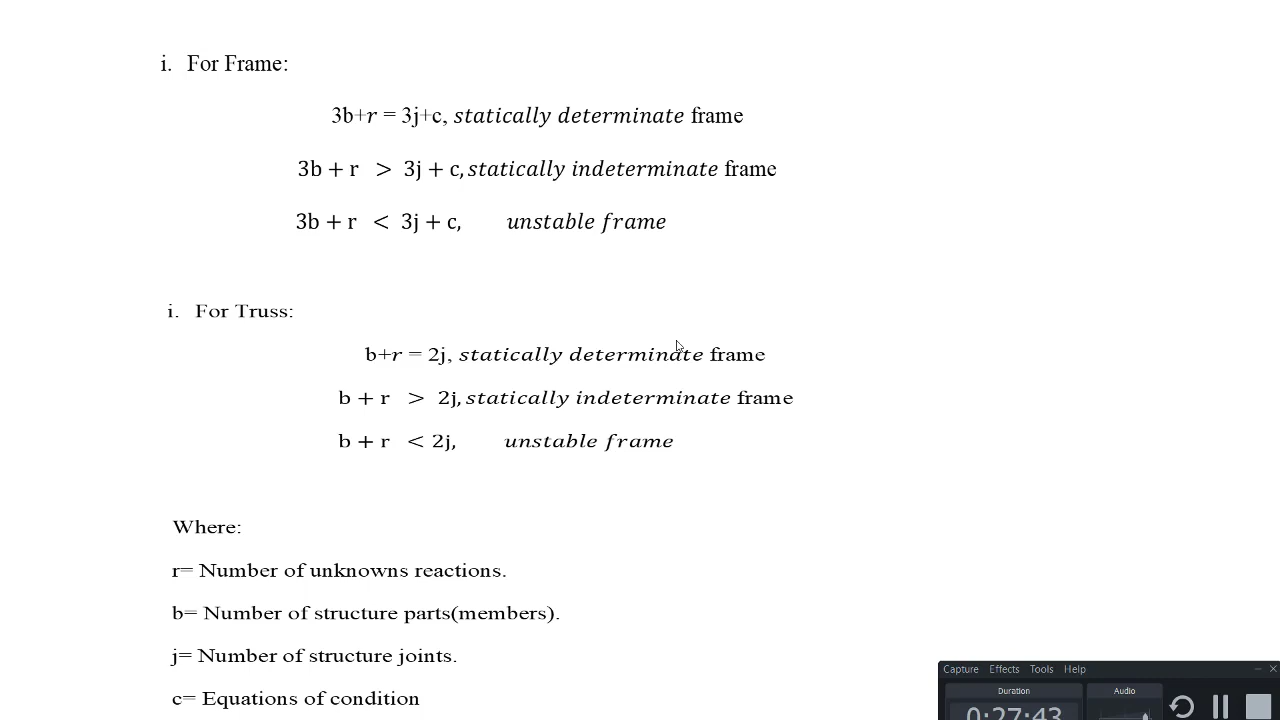 i. For Frame:
3b+r = 3j+c, statically determinate frame
3b + r > 3j + c, statically indeterminate frame
3b + r < 3j + c, unstable frame
i. For Truss:
b+r = 2j, statically determinate frame
b + r > 2j, statically indeterminate frame
b + r < 2j, unstable frame
Where:
r= Number of unknowns reactions.
b= Number of structure parts(members).
j= Number of structure joints.
c= Equations of condition
Capture Effects Tools Help
Duration Audio
0:27:43